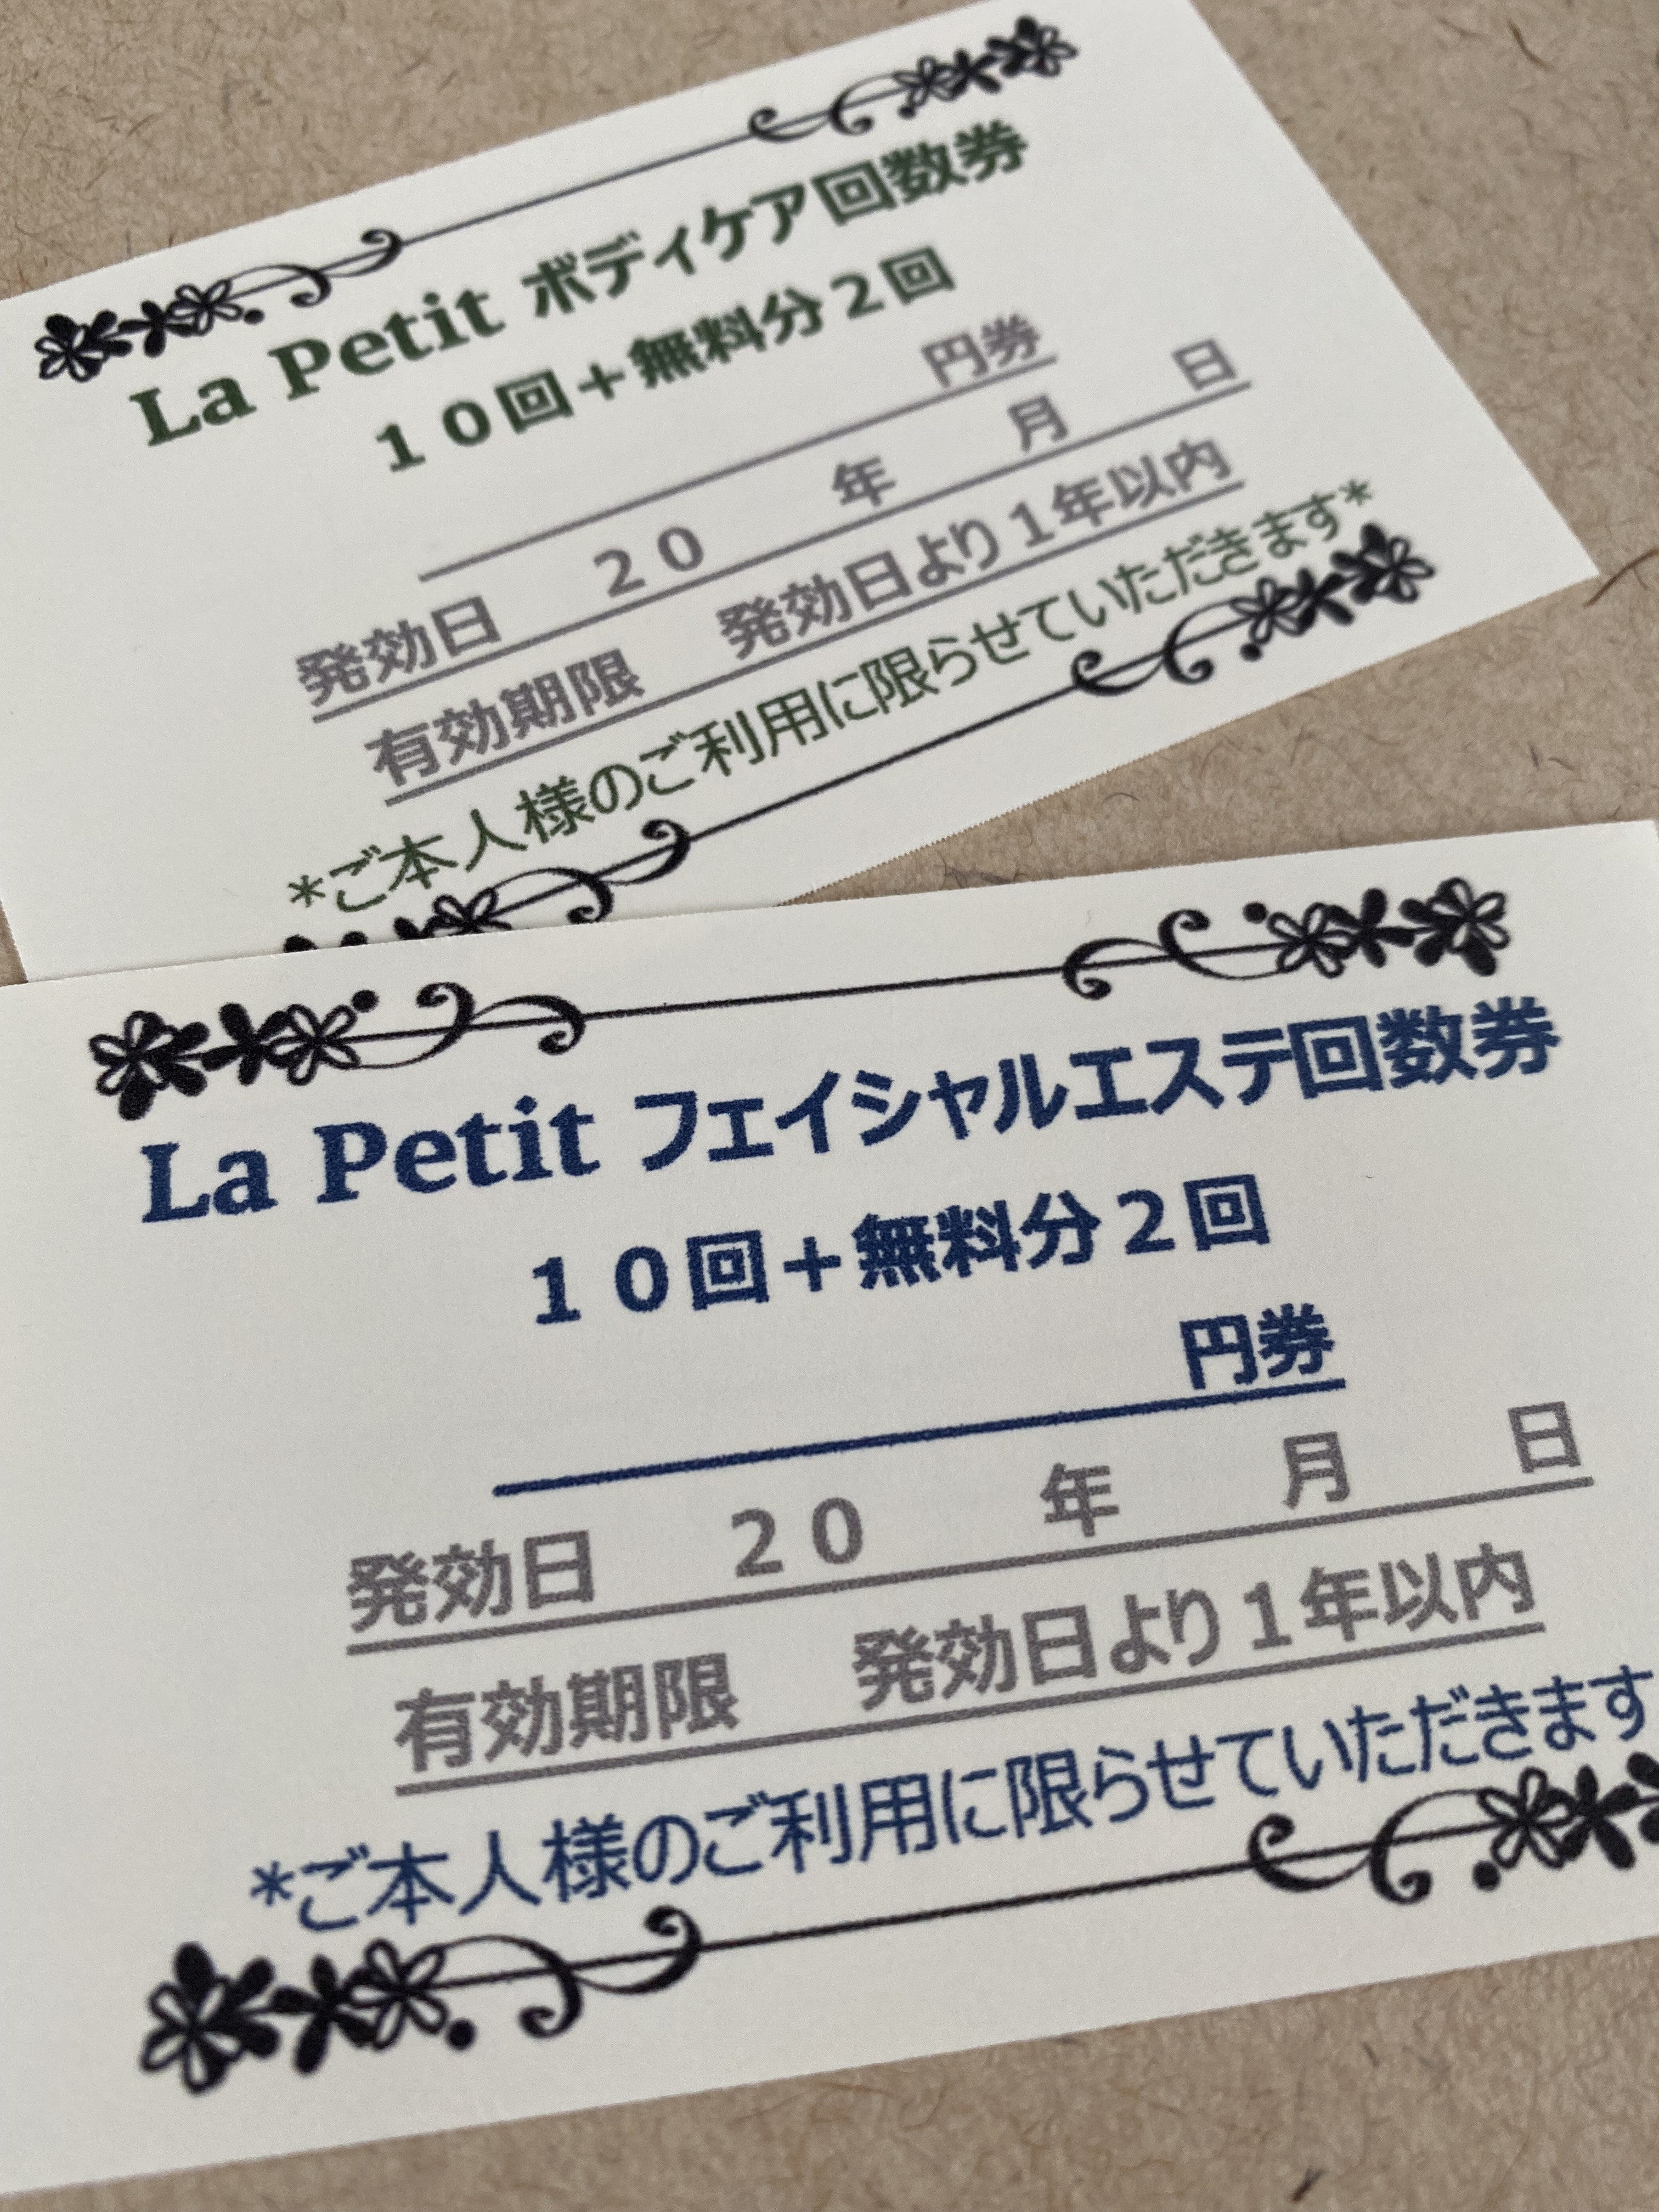 La Petit ボディケア回数券
１０回＋無料分２回
円券
発効日　２０　年　月　日
有効期限　発効日より１年以内
*ご本人様のご利用に限らせていただきます*
La Petit フェイシャルエステ回数券
１０回＋無料分２回
円券
発効日　２０　年　月　日
有効期限　発効日より１年以内
*ご本人様のご利用に限らせていただきます